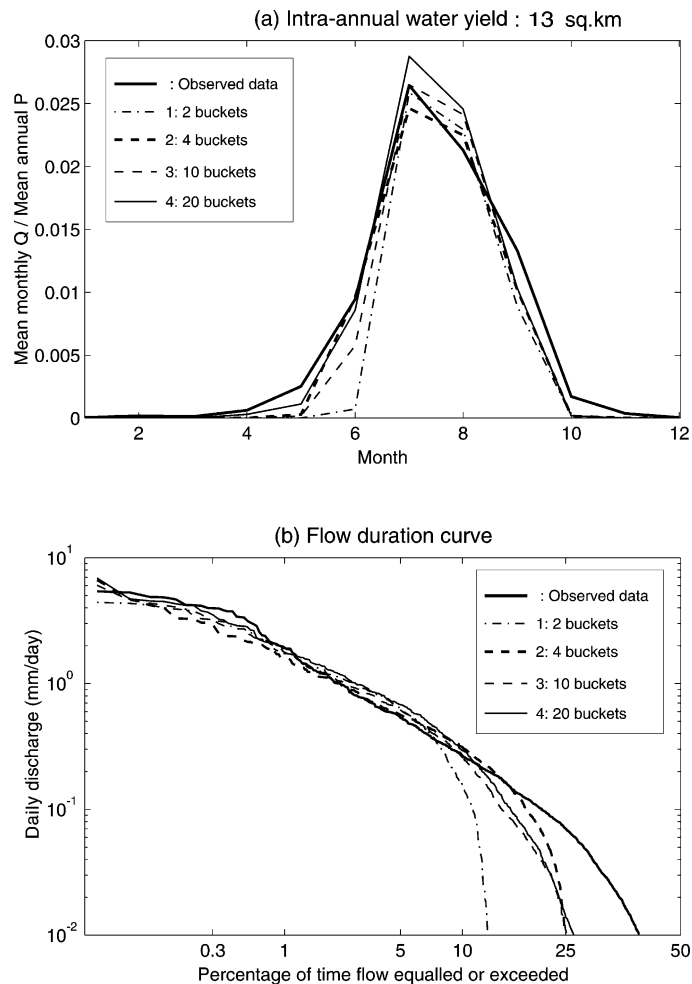 (a) Intra-annual water yield : 13 sq.km
0.03
0.025
0.02
0.015
0.01
0.005
0
Mean monthly Q / Mean annual P
: Observed data
1: 2 buckets
2: 4 buckets
3: 10 buckets
4: 20 buckets
2 4 6 8 10 12
Month
(b) Flow duration curve
10^1
10^0
10^-1
10^-2
Daily discharge (mm/day)
: Observed data
1: 2 buckets
2: 4 buckets
3: 10 buckets
4: 20 buckets
0.3 1 5 10 25 50
Percentage of time flow equalled or exceeded